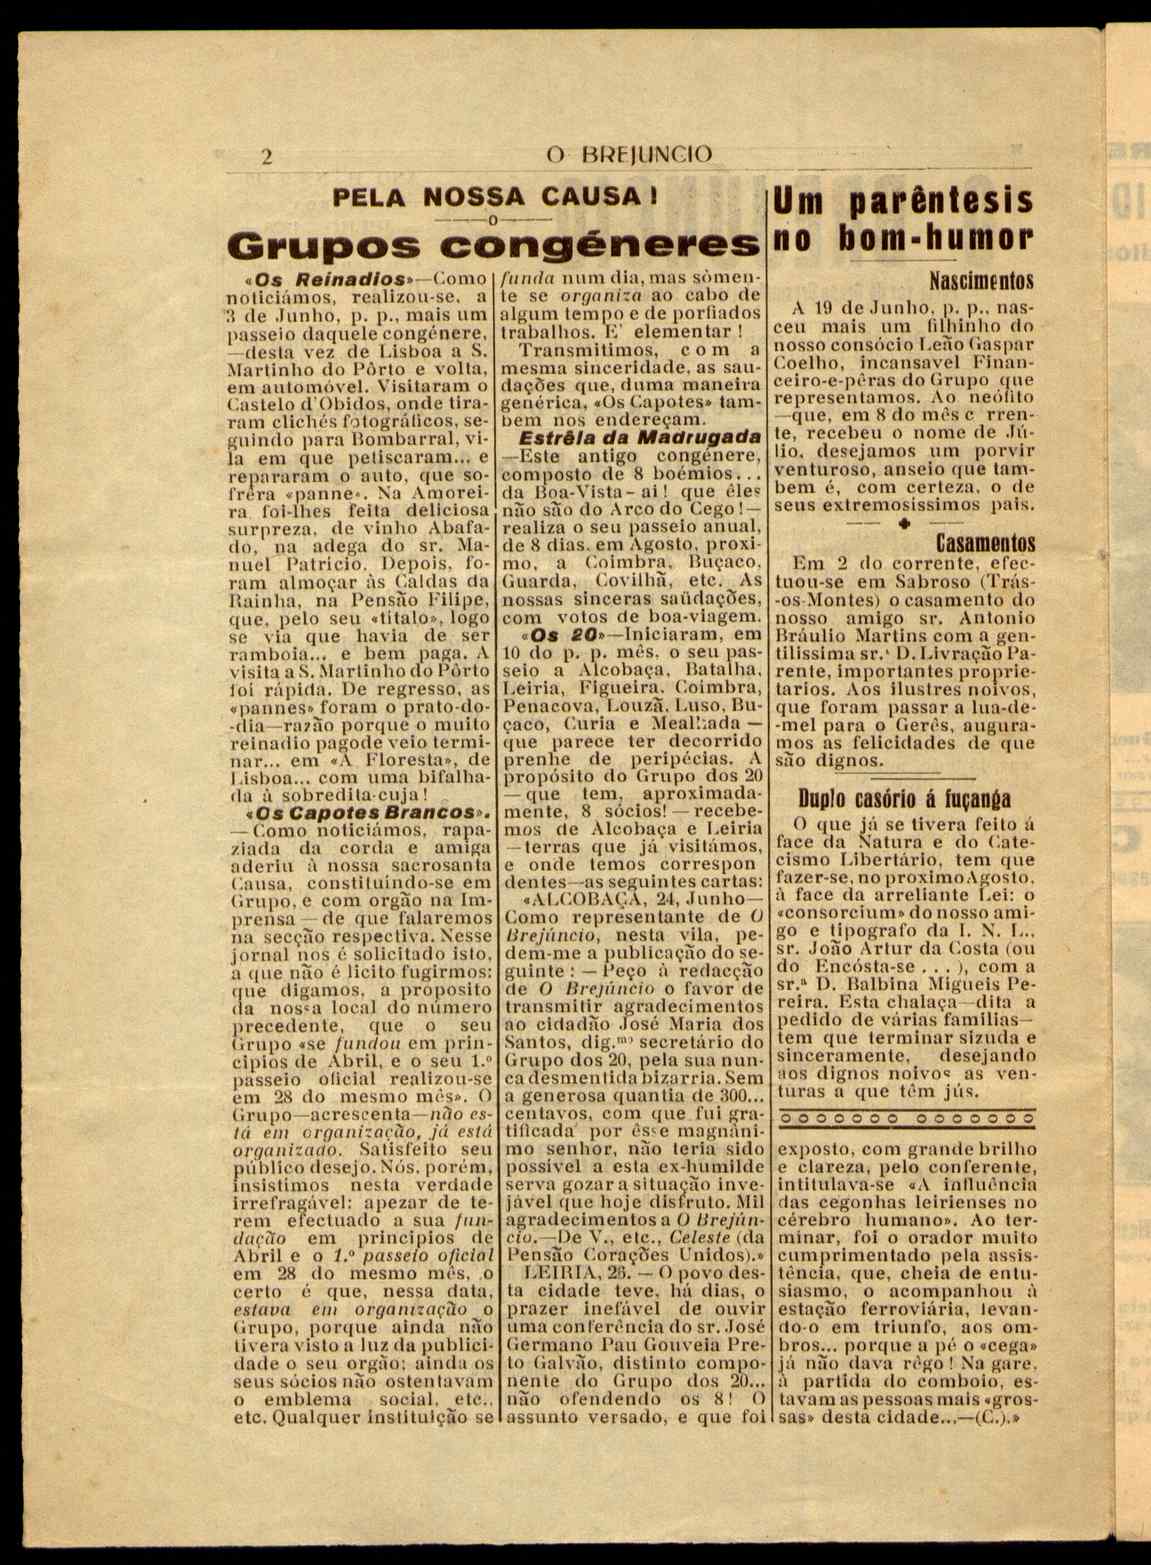 2
O BREJUNCIO
PELA NOSSA CAUSA!
Grupos congéneres
«Os Reinadios»—Como
noticiámos, realizou-se, a
3 de Junho, p. p., mais um
passeio daquele congénere,
—desta vez de Lisboa a S.
Martinho do Pôrto e volta,
em automóvel. Visitaram o
Castelo d'Obidos, onde tira-
ram clichés fotográficos, se-
guindo para Bombarral, vi-
la em que petiscaram... e
repararam o auto, que so-
frêra «panne». Na Amorei-
ra foi-lhes feita deliciosa
surpreza, de vinho Abafa-
do, na adega do sr. Ma-
nuel Patricio. Depois, fo-
ram almoçar às Caldas da
Rainha, na Pensão Filipe,
que, pelo seu «titalo», logo
se via que havia de ser
ramboia... e bem paga. A
visita a S. Martinho do Pôrto
foi rápida. De regresso, as
«pannes» foram o prato-do-
-dia—razão porque o muito
reinadio pagode veio termi-
nar... em «A Floresta», de
Lisboa... com uma bifalha-
da à sobredita-cuja!
«Os Capotes Brancos».
—Como noticiámos, rapa-
ziada da corda e amiga
aderiu à nossa sacrosanta
Causa, constituíndo-se em
Grupo, e com orgão na Im-
prensa—de que falaremos
na secção respectiva. Nesse
jornal nos é solicitado isto,
a que não é licito fugirmos:
que digamos, a proposito
da nossa local do número
precedente, que o seu
Grupo «se fundou em prin-
cipios de Abril, e o seu 1.º
passeio oficial realizou-se
em 28 do mesmo mês». O
Grupo—acrescenta—não es-
tá em organização, já está
organizado. Satisfeito seu
público desejo. Nós, porém,
insistimos nesta verdade
irrefragável: apezar de te-
rem efectuado a sua fun-
dação em principios de
Abril e o 1.º passeio oficial
em 28 do mesmo mês, o
certo é que, nessa data,
estava em organização o
Grupo, porque ainda não
tivera visto a luz da publici-
dade o seu orgão; ainda os
seus sócios não ostentavam
o emblema social, etc.,
etc. Qualquer instituição se
funda num dia, mas sòmen-
te se organiza ao cabo de
algum tempo e de porfiados
trabalhos. E' elementar!
Transmitimos, com a
mesma sinceridade, as sau-
dações que, duma maneira
genérica, «Os Capotes» tam-
bem nos endereçam.
Estrêla da Madrugada
—Este antigo congénere,
composto de 8 boémios...
da Boa-Vista—ai! que êles
não são do Arco do Cego!—
realiza o seu passeio anual,
de 8 dias, em Agosto, proxi-
mo, a Coimbra, Buçaco,
Guarda, Covilhã, etc. As
nossas sinceras saüdações,
com votos de boa-viagem.
«Os 20»—Iniciaram, em
10 do p. p. mês, o seu pas-
seio a Alcobaça, Batalha,
Leiria, Figueira, Coimbra,
Penacova, Louzã, Luso, Bu-
çaco, Curia e Mealhada—
que parece ter decorrido
prenhe de peripécias. A
propósito do Grupo dos 20
—que tem, aproximada-
mente, 8 sócios!—recebe-
mos de Alcobaça e Leiria
—terras que já visitámos,
e onde temos correspon
dentes—as seguintes cartas:
«ALCOBAÇA, 24, Junho—
Como representante de O
Brejúncio, nesta vila, pe-
dem-me a publicação do se-
guinte:—Peço à redacção
de O Brejúncio o favor de
transmitir agradecimentos
ao cidadão José Maria dos
Santos, dig.mo secretário do
Grupo dos 20, pela sua nun-
ca desmentida bizarria. Sem
a generosa quantia de 300...
centavos, com que fui gra-
tificada por êsse magnâni-
mo senhor, não teria sido
possivel a esta ex-humilde
serva gozar a situação inve-
jável que hoje disfruto. Mil
agradecimentos a O Brejún-
cio.—De V., etc., Celeste (da
Pensão Corações Unidos).»
LEIRIA, 26.—O povo des-
ta cidade teve, há dias, o
prazer inefável de ouvir
uma conferência do sr. José
Germano Pau Gouveia Pre-
to Galvão, distinto compo-
nente do Grupo dos 20...
não ofendendo os 8! O
assunto versado, e que foi
Um parêntesis
no bom-humor
Nascimentos
A 19 de Junho, p. p., nas-
ceu mais um filhinho do
nosso consócio Leão Gaspar
Coelho, incansavel Finan-
ceiro-e-pêras do Grupo que
representamos. Ao neófito
—que, em 8 do mês c rren-
te, recebeu o nome de Jú-
lio, desejamos um porvir
venturoso, anseio que tam-
bem é, com certeza, o de
seus extremosissimos pais.
Casamentos
Em 2 do corrente, efec-
tuou-se em Sabroso (Trás-
-os-Montes) o casamento do
nosso amigo sr. Antonio
Bráulio Martins com a gen-
tilissima sr.ª D. Livração Pa-
rente, importantes proprie-
tarios. Aos ilustres noivos,
que foram passar a lua-de-
-mel para o Gerês, augura-
mos as felicidades de que
são dignos.
Duplo casório á fuçanga
O que já se tivera feito á
face da Natura e do Cate-
cismo Libertário, tem que
fazer-se, no proximo Agosto,
à face da arreliante Lei: o
«consorcium» do nosso ami-
go e tipografo da I. N. L.,
sr. João Artur da Costa (ou
do Encósta-se...), com a
sr.ª D. Balbina Migueis Pe-
reira. Esta chalaça—dita a
pedido de várias familias—
tem que terminar sizuda e
sinceramente, desejando
aos dignos noivos as ven-
turas a que têm jús.
exposto, com grande brilho
e clareza, pelo conferente,
intitulava-se «A influência
das cegonhas leirienses no
cérebro humano». Ao ter-
minar, foi o orador muito
cumprimentado pela assis-
tência, que, cheia de entu-
siasmo, o acompanhou à
estação ferroviária, levan-
do-o em triunfo, aos om-
bros... porque a pé o «cega»
já não dava rêgo! Na gare,
à partida do comboio, es-
tavam as pessoas mais «gros-
sas» desta cidade...—(C.).»